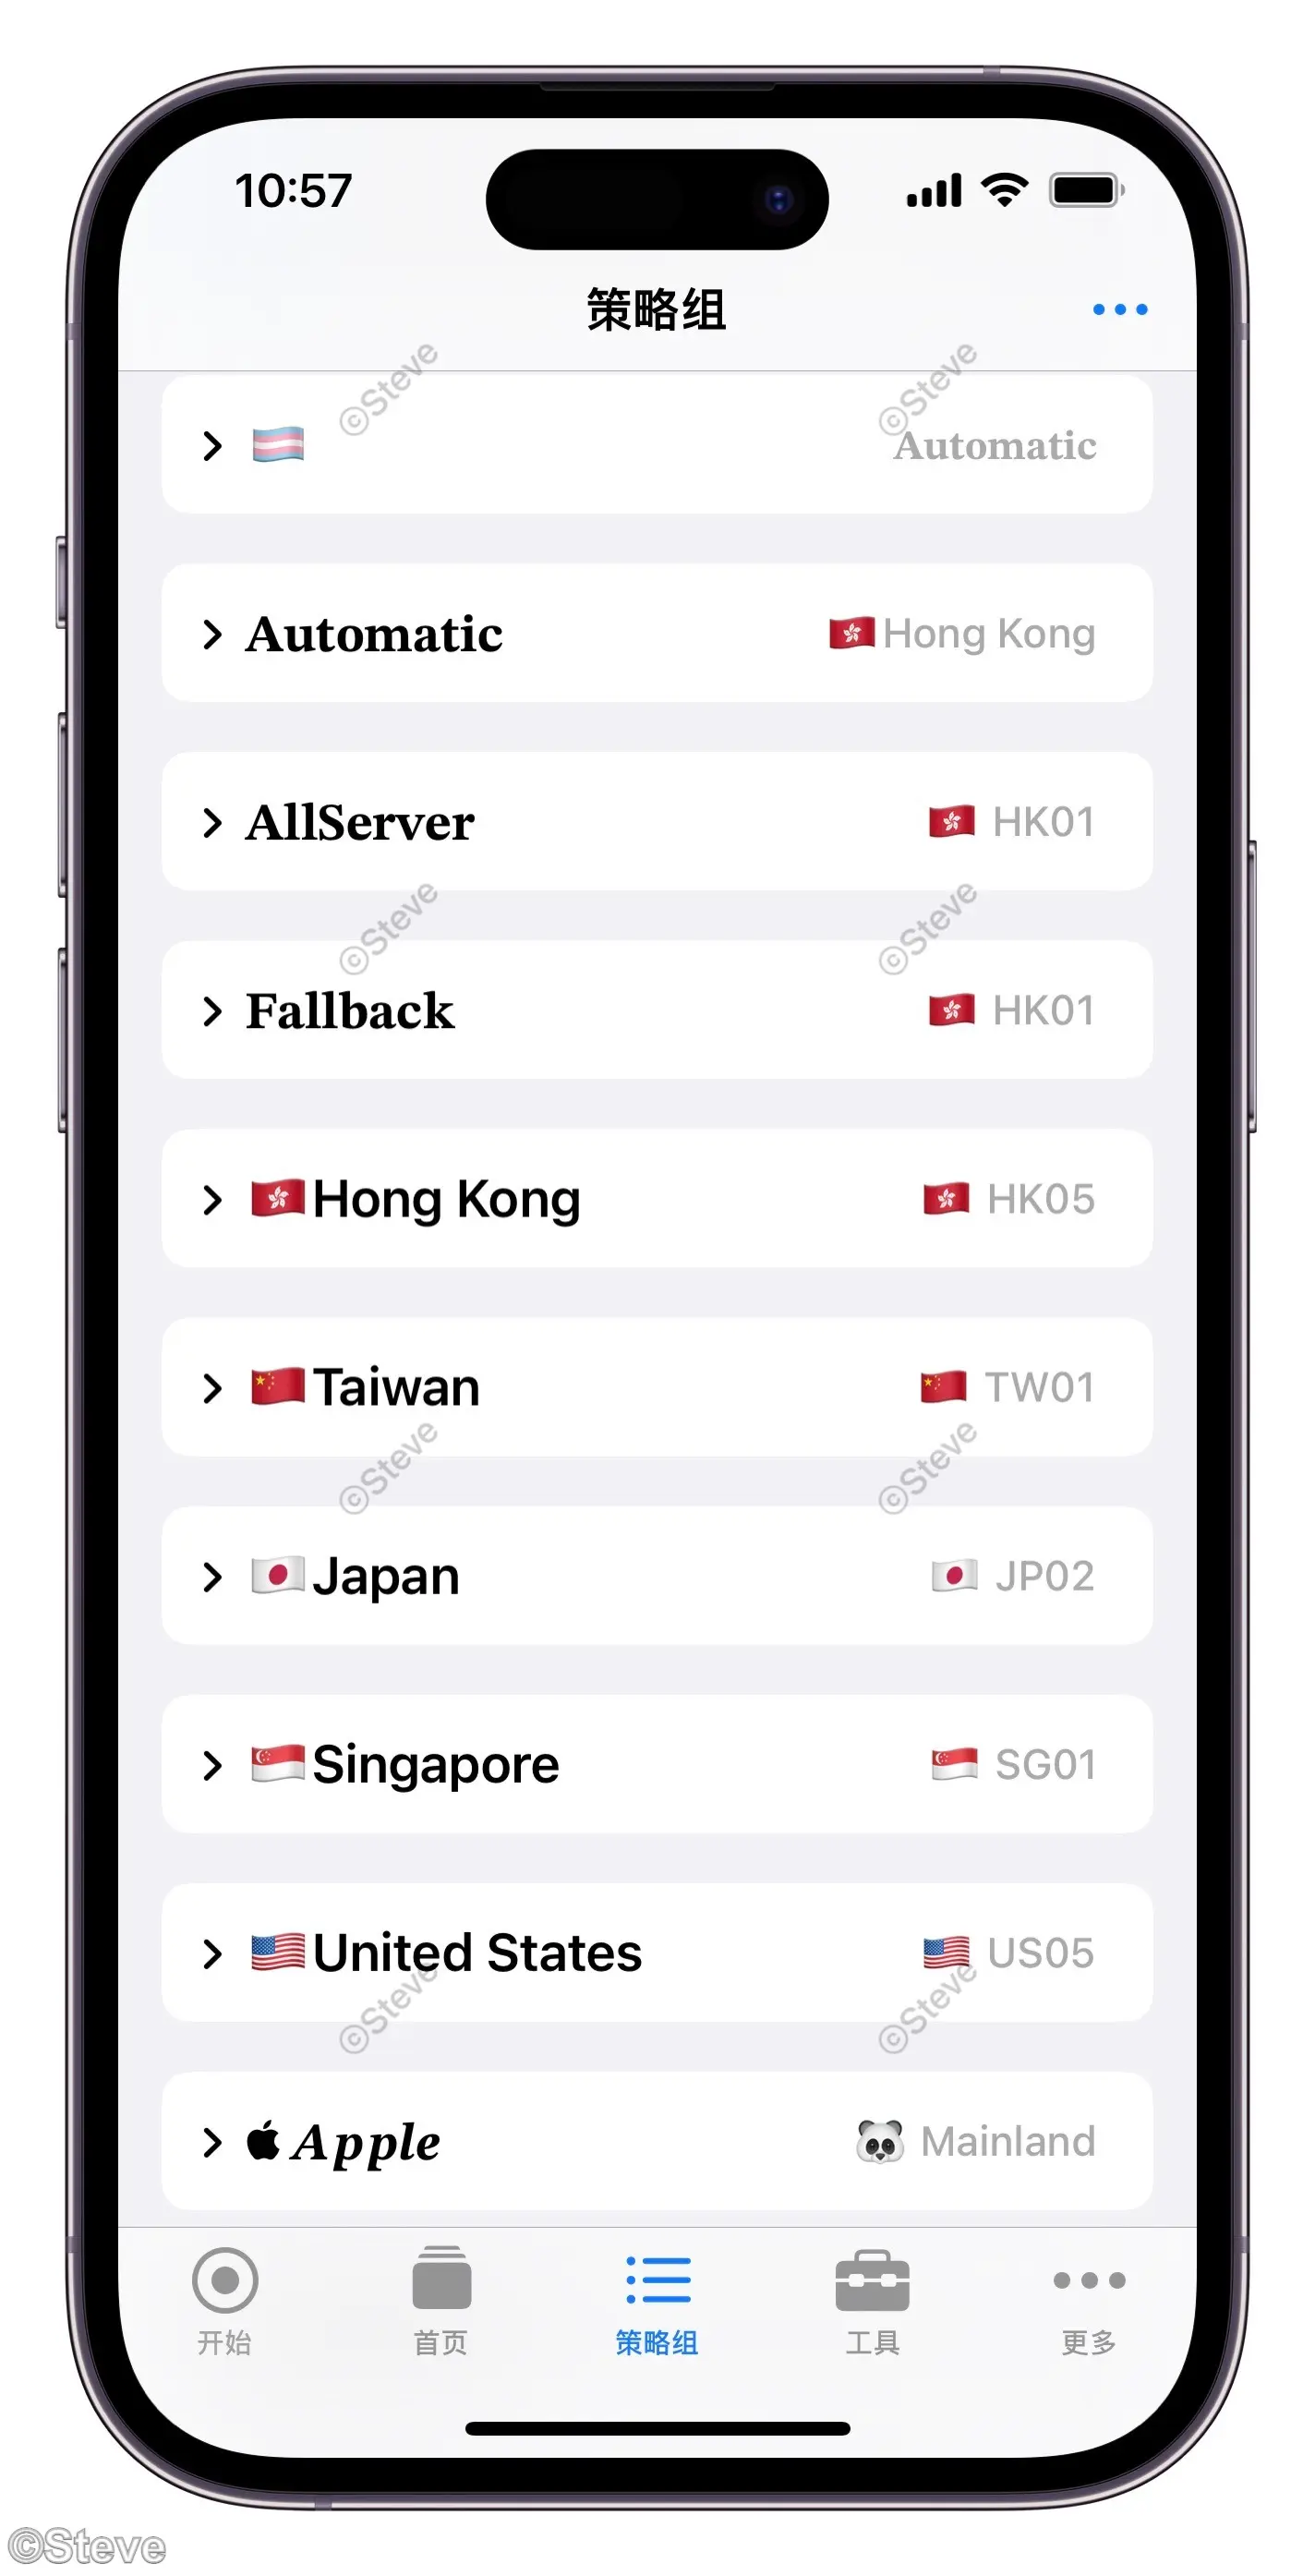 10:57
策略组
Automatic
Automatic
Hong Kong
AllServer
HK01
Fallback
HK01
Hong Kong
HK05
Taiwan
TW01
Japan
JP02
Singapore
SG01
United States
US05
Apple
Mainland
开始
首页
策略组
工具
更多
©Steve
©Steve
©Steve
©Steve
©Steve
©Steve
©Steve
©Steve
©Steve